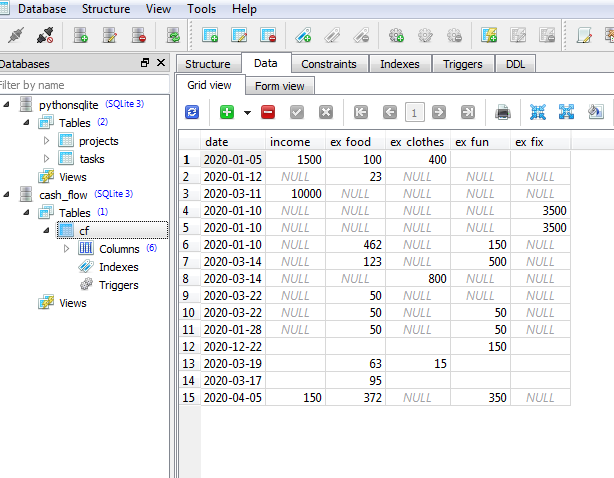 Database Structure View Tools Help
Databases
Filter by name
pythonsqlite (SQLite 3)
Tables (2)
projects
tasks
Views
cash_flow (SQLite 3)
Tables (1)
cf
Columns (6)
Indexes
Triggers
Views
Structure Data Constraints Indexes Triggers DDL
Grid view Form view
1
date income ex food ex clothes ex fun ex fix
1 2020-01-05 1500 100 400
2 2020-01-12 NULL 23 NULL NULL NULL
3 2020-03-11 10000 NULL NULL NULL NULL
4 2020-01-10 NULL NULL NULL NULL 3500
5 2020-01-10 NULL NULL NULL NULL 3500
6 2020-01-10 NULL 462 NULL 150 NULL
7 2020-03-14 NULL 123 NULL 500 NULL
8 2020-03-14 NULL NULL 800 NULL NULL
9 2020-03-22 NULL 50 NULL NULL NULL
10 2020-03-22 NULL 50 NULL 50 NULL
11 2020-01-28 NULL 50 NULL 50 NULL
12 2020-12-22 150
13 2020-03-19 63 15
14 2020-03-17 95
15 2020-04-05 150 372 NULL 350 NULL